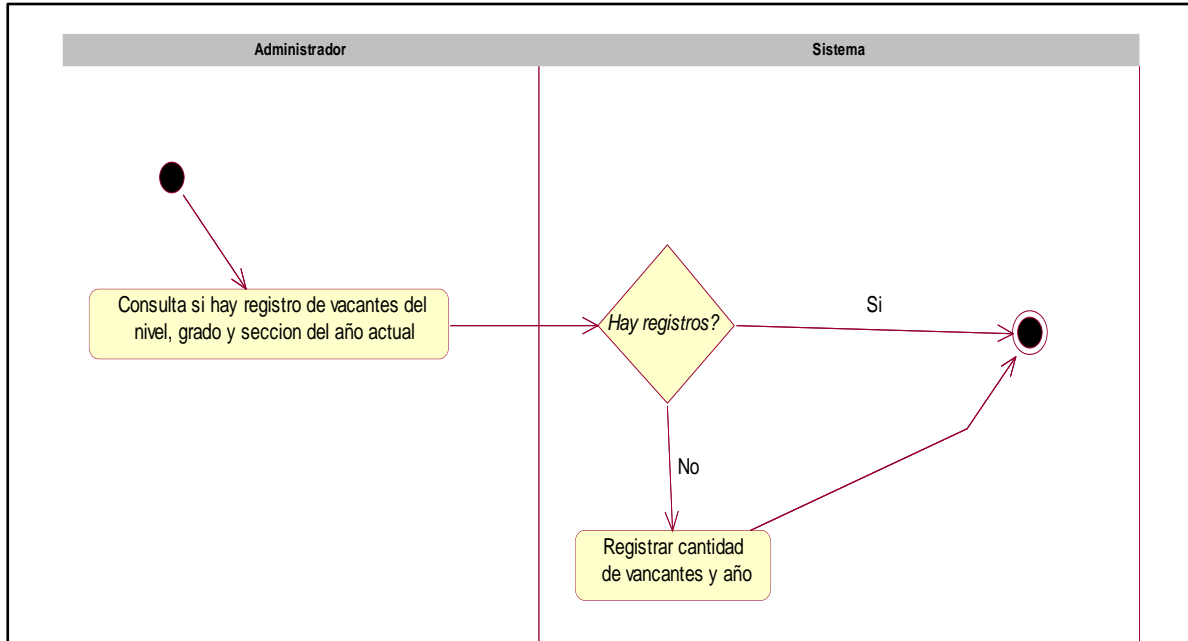 Administrador
Sistema
Consulta si hay registro de vacantes del
nivel, grado y seccion del año actual
Hay registros?
Si
No
Registrar cantidad
de vancantes y año